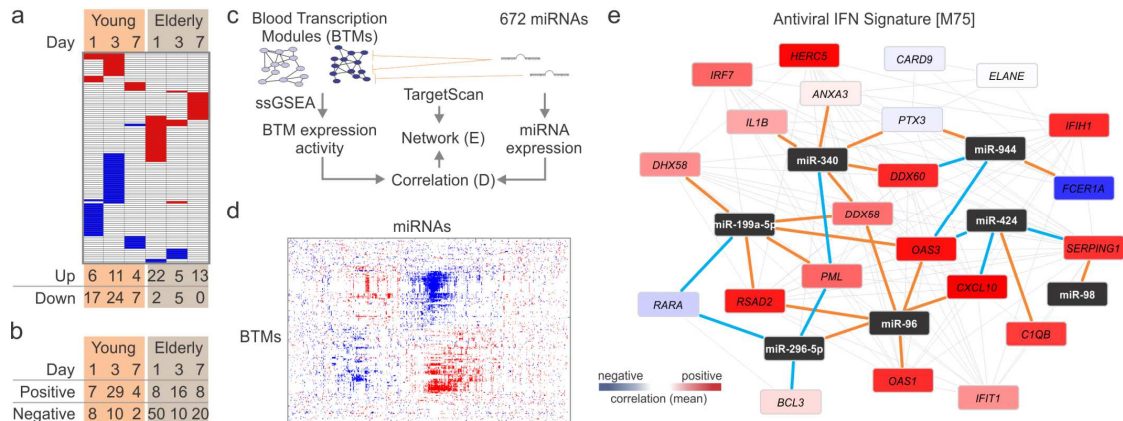 a
Young Elderly
Day 1 3 7 1 3 7
Up 6 11 4 22 5 13
Down 17 24 7 2 5 0
b
Young Elderly
Day 1 3 7 1 3 7
Positive 7 29 4 8 16 8
Negative 8 10 2 50 10 20
c
Blood Transcription
Modules (BTMs)
672 miRNAs
ssGSEA
TargetScan
BTM expression
activity
Network (E)
miRNA
expression
Correlation (D)
d
miRNAs
BTMs
e
Antiviral IFN Signature [M75]
HERC5
CARD9
IRF7
ELANE
ANXA3
IL1B
PTX3
IFIH1
miR-340
miR-944
DHX58
DDX60
FCER1A
DDX58
miR-424
miR-199a-5p
OAS3
SERPING1
PML
CXCL10
miR-98
RARA
RSAD2
miR-96
C1QB
miR-296-5p
OAS1
negative positive
correlation (mean)
BCL3
IFIT1